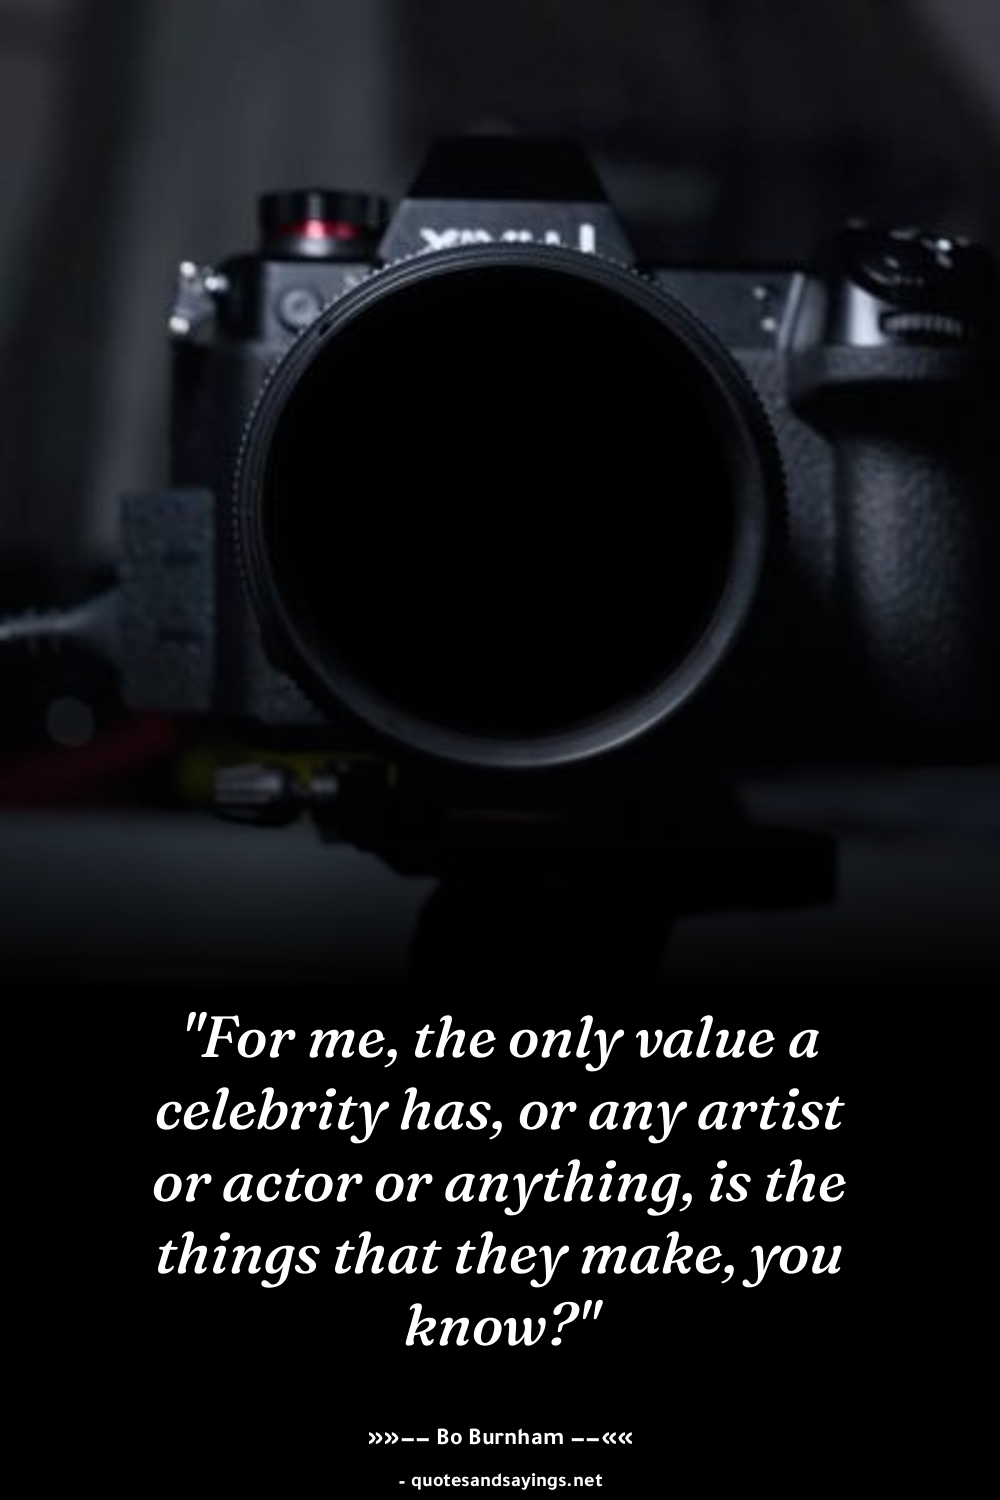 "For me, the only value a
celebrity has, or any artist
or actor or anything, is the
things that they make, you
know?"
»»–– Bo Burnham ––««
- quotesandsayings.net